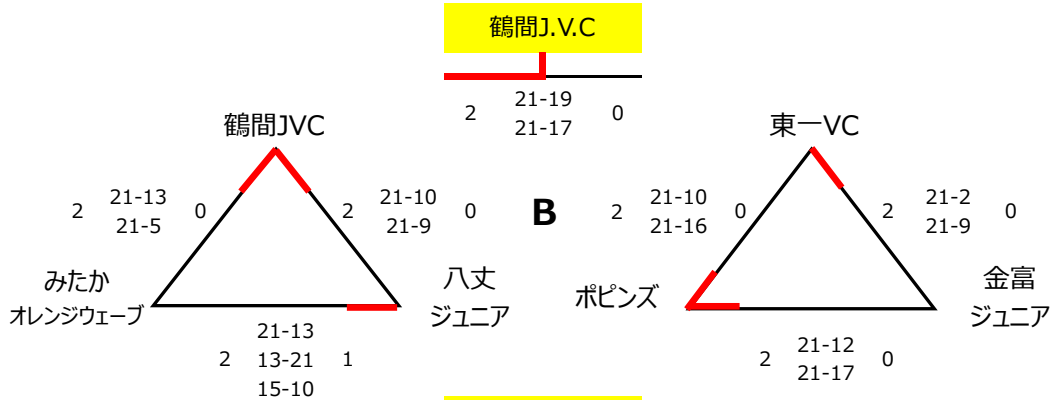 鶴間J.V.C
2 21-19 0
21-17
鶴間JVC
東一VC
2 21-13 0
21-5
2 21-10 0
21-9
B
2 21-10 0
21-16
2 21-2 0
21-9
みたか
オレンジウェーブ
八丈
ジュニア
ポピンズ
金富
ジュニア
21-13
2 13-21 1
15-10
2 21-12 0
21-17